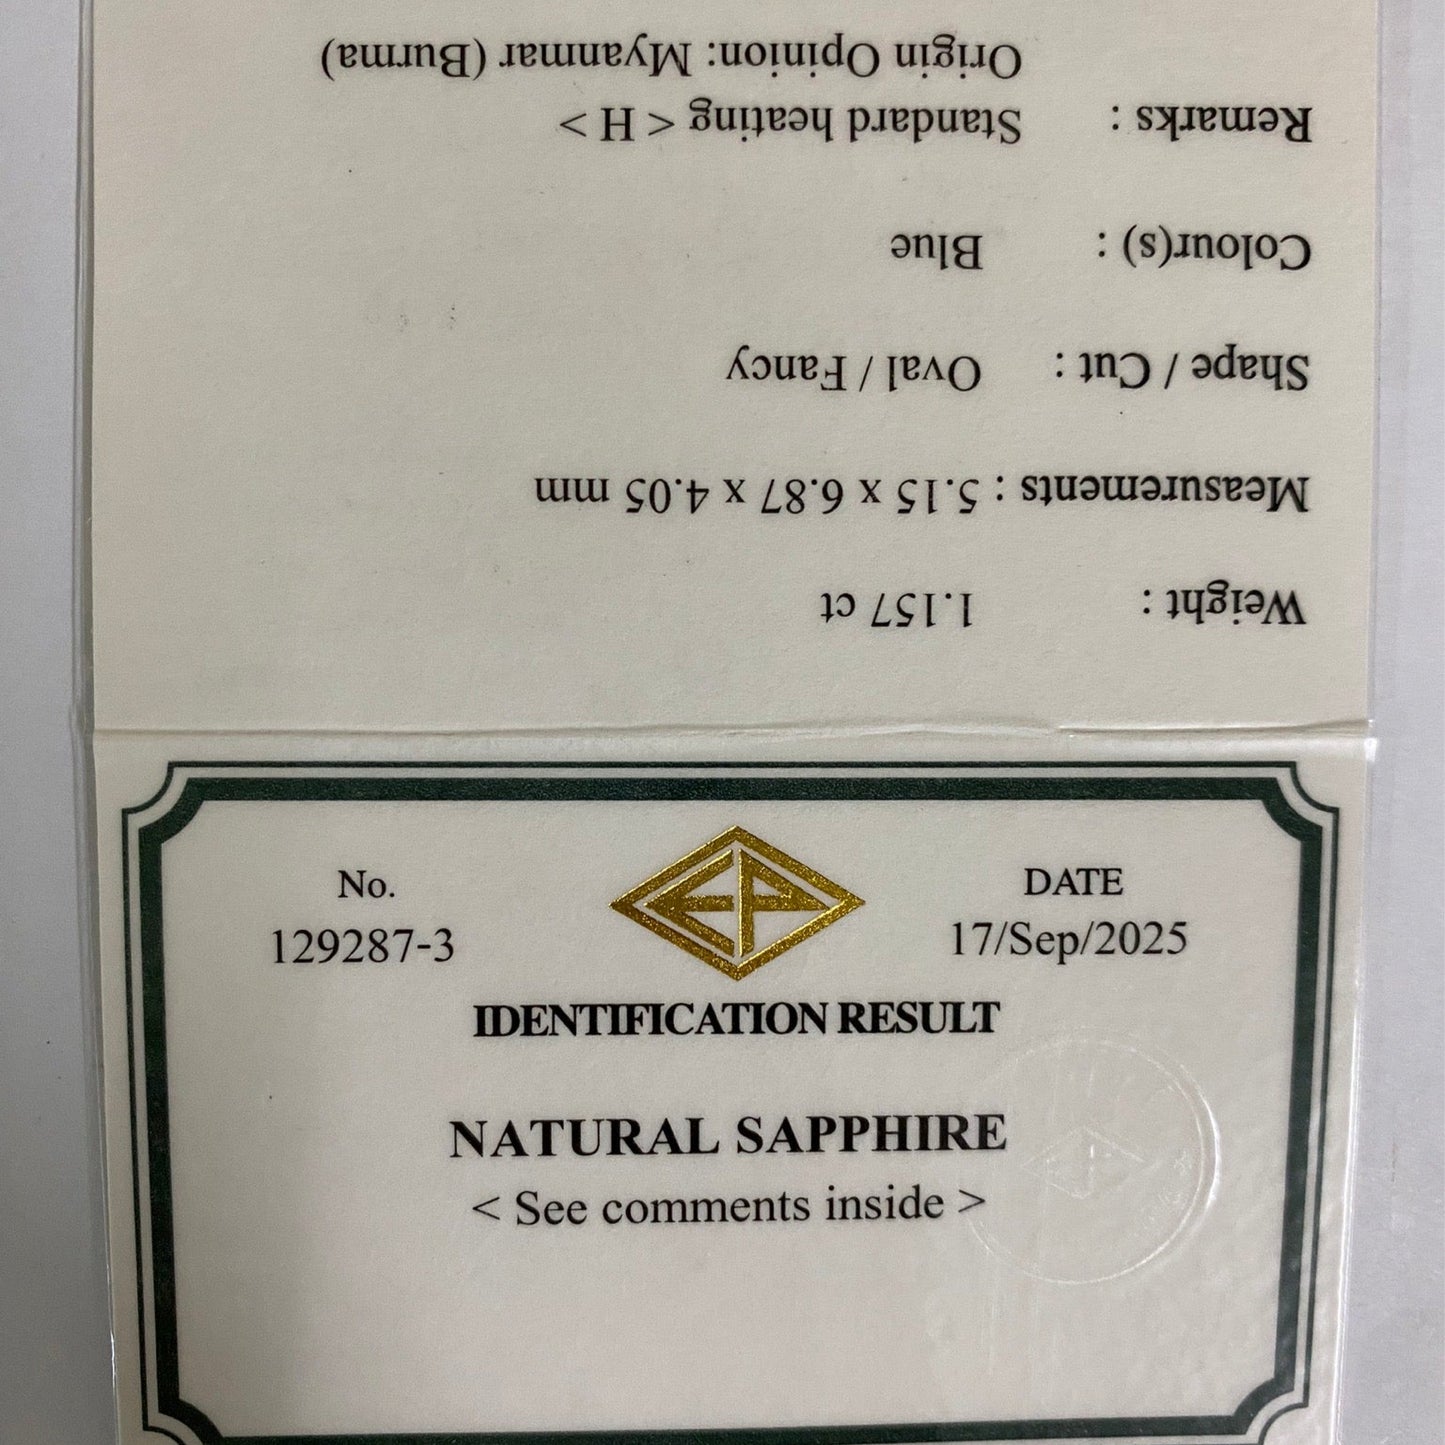 No.
129287-3
EP
DATE
17/Sep/2025
IDENTIFICATION RESULT
NATURAL SAPPHIRE
< See comments inside >
Weight : 1.157 ct
Measurements : 5.15 x 6.87 x 4.05 mm
Shape / Cut : Oval / Fancy
Colour(s) : Blue
Remarks : Standard heating < H >
Origin Opinion: Myanmar (Burma)